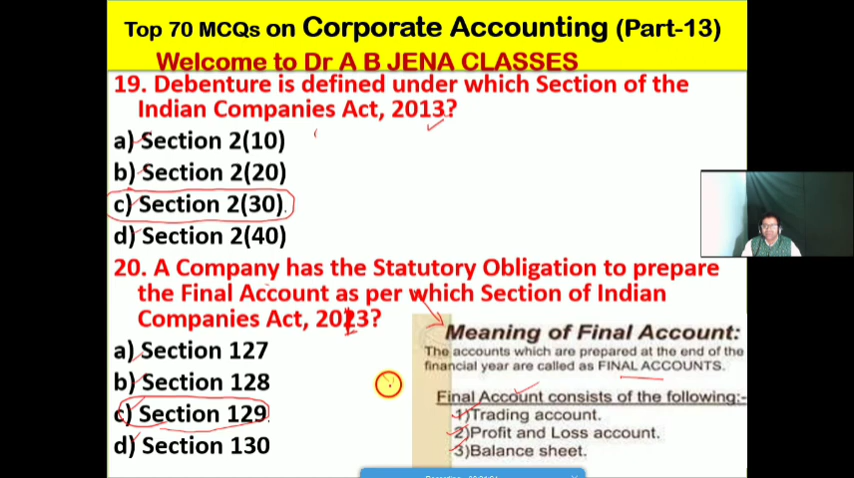 Top 70 MCQs on Corporate Accounting (Part-13)
Welcome to Dr A B JENA CLASSES
19. Debenture is defined under which Section of the
Indian Companies Act, 2013?
a) Section 2(10)
b) Section 2(20)
c) Section 2(30)
d) Section 2(40)
20. A Company has the Statutory Obligation to prepare
the Final Account as per which Section of Indian
Companies Act, 2013?
a) Section 127
b) Section 128
c) Section 129
d) Section 130
Meaning of Final Account:
The accounts which are prepared at the end of the
financial year are called as FINAL ACCOUNTS.
Final Account consists of the following:-
1)Trading account.
2)Profit and Loss account.
3)Balance sheet.